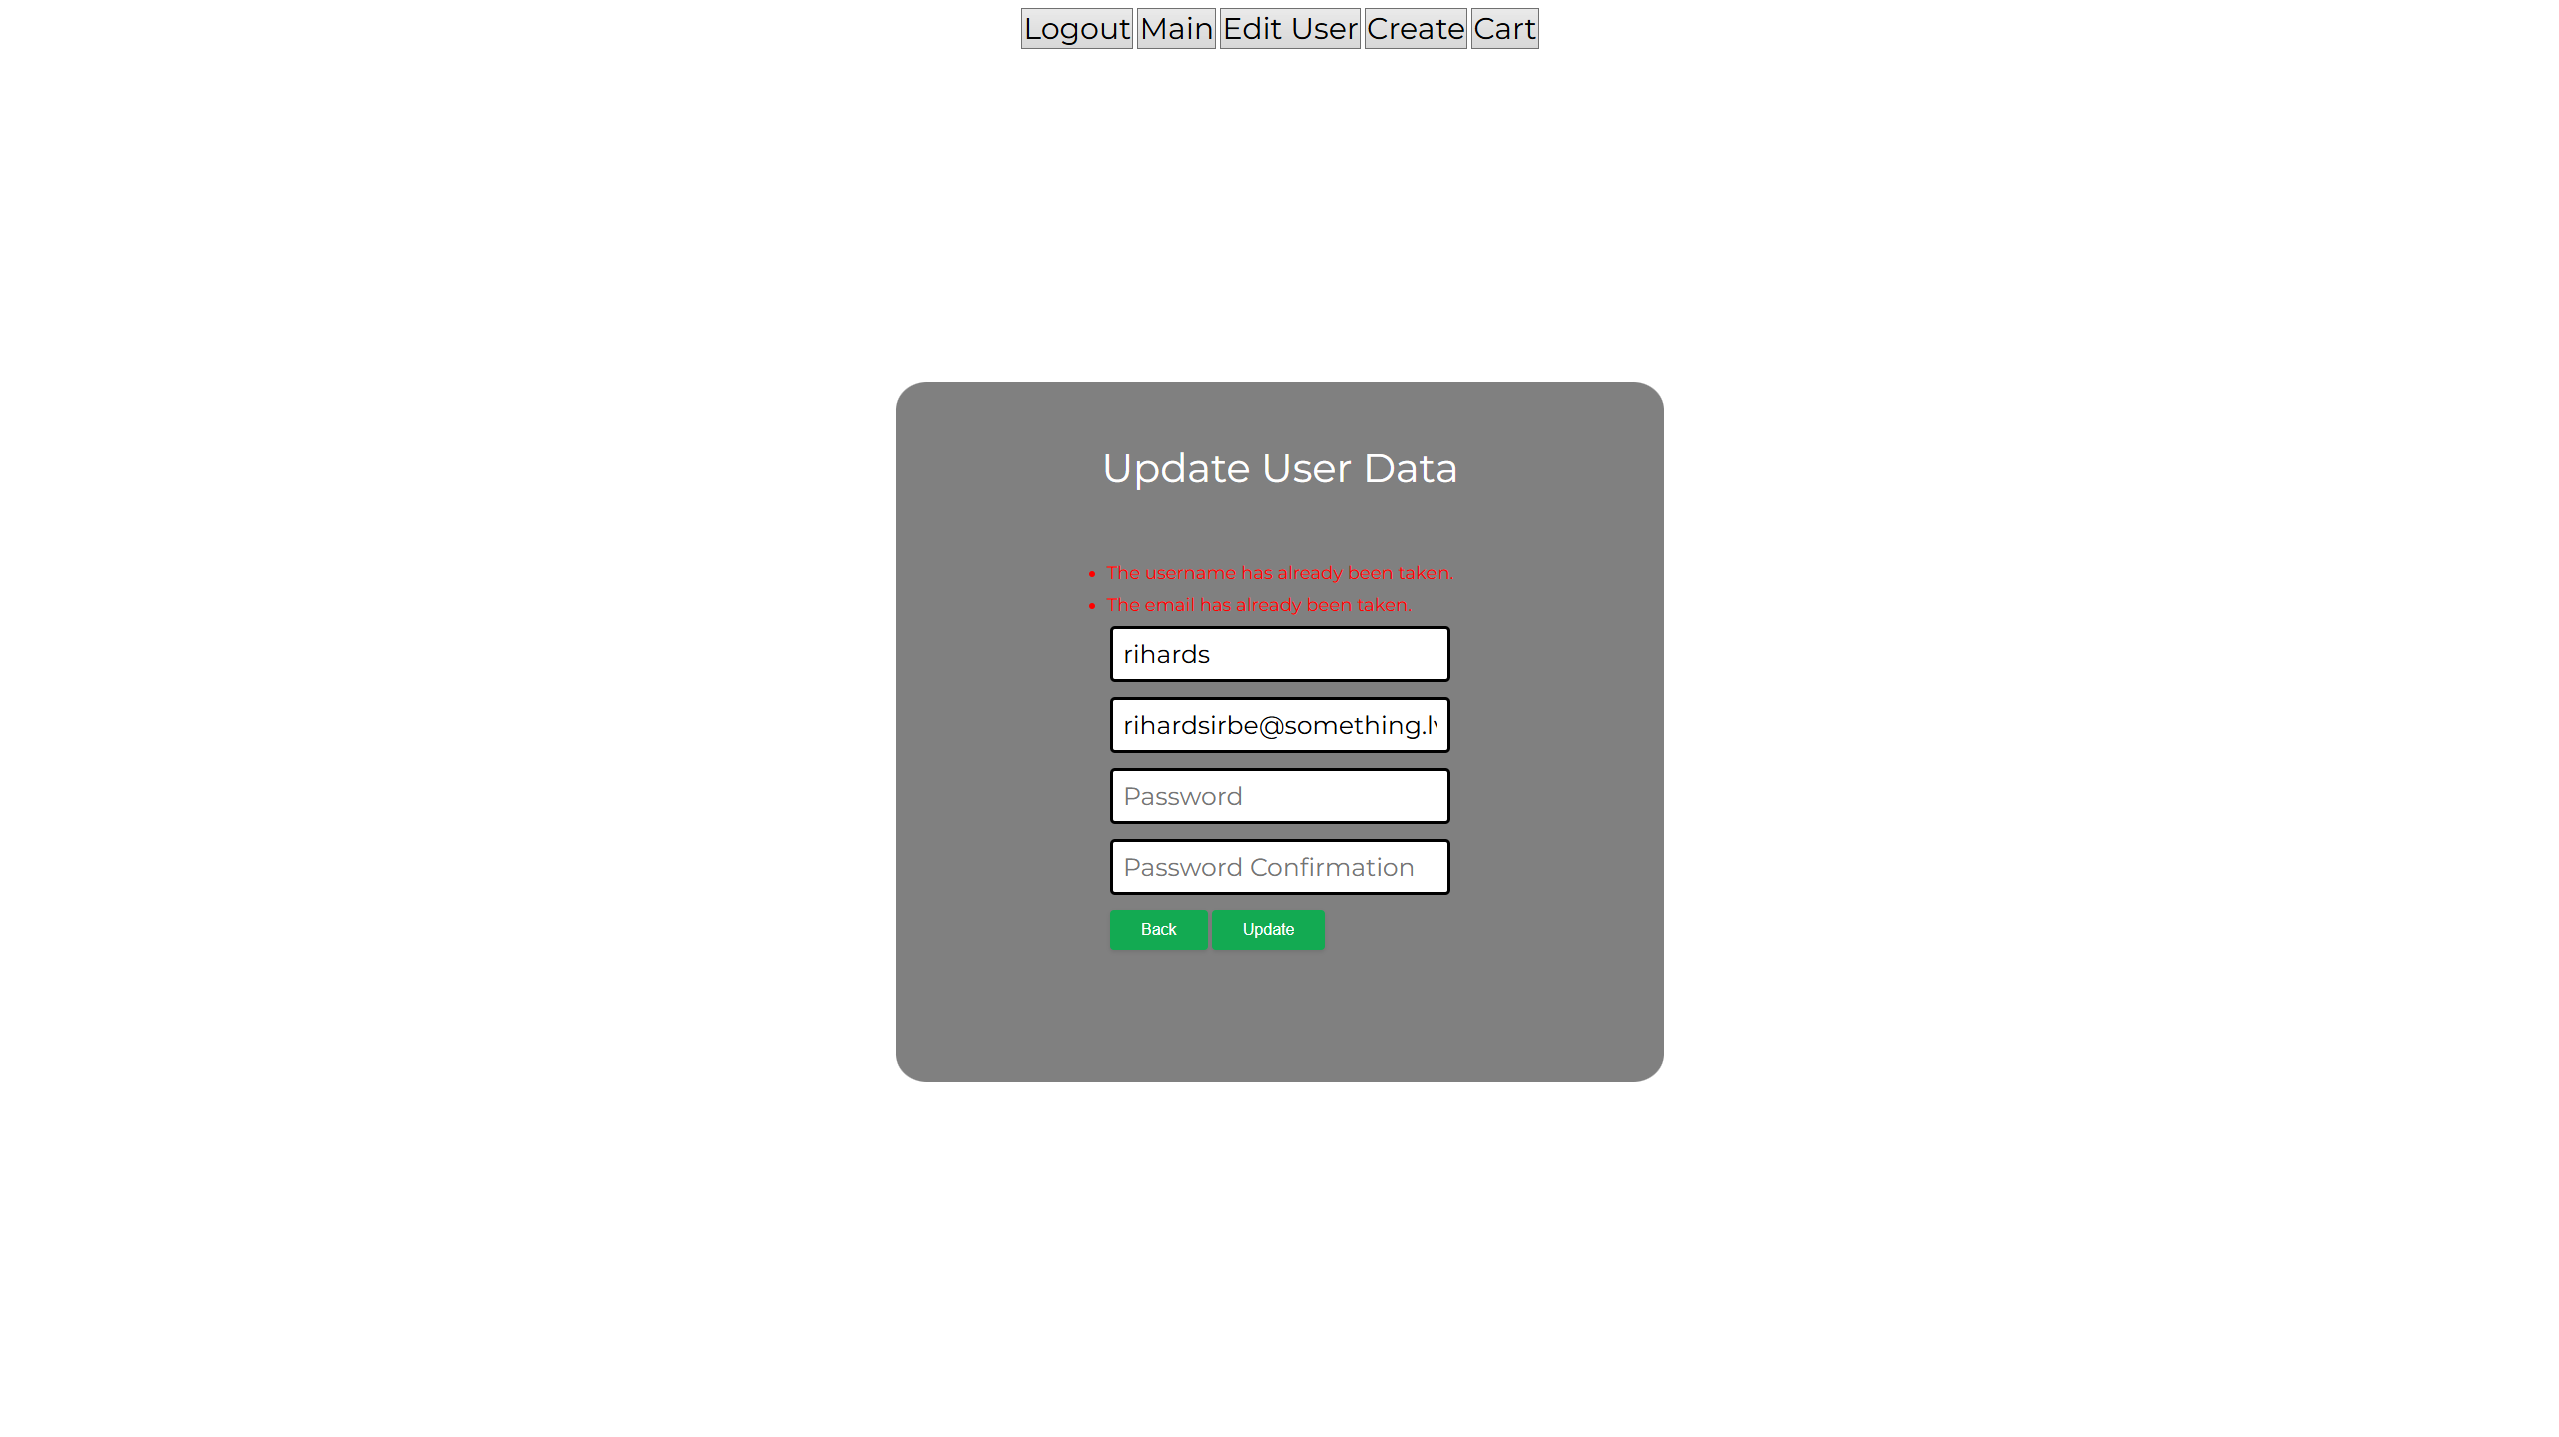 Logout Main Edit User Create Cart
Update User Data
The username has already been taken.
The email has already been taken.
rihards
rihardsirbe@something.lv
Password
Password Confirmation
Back Update